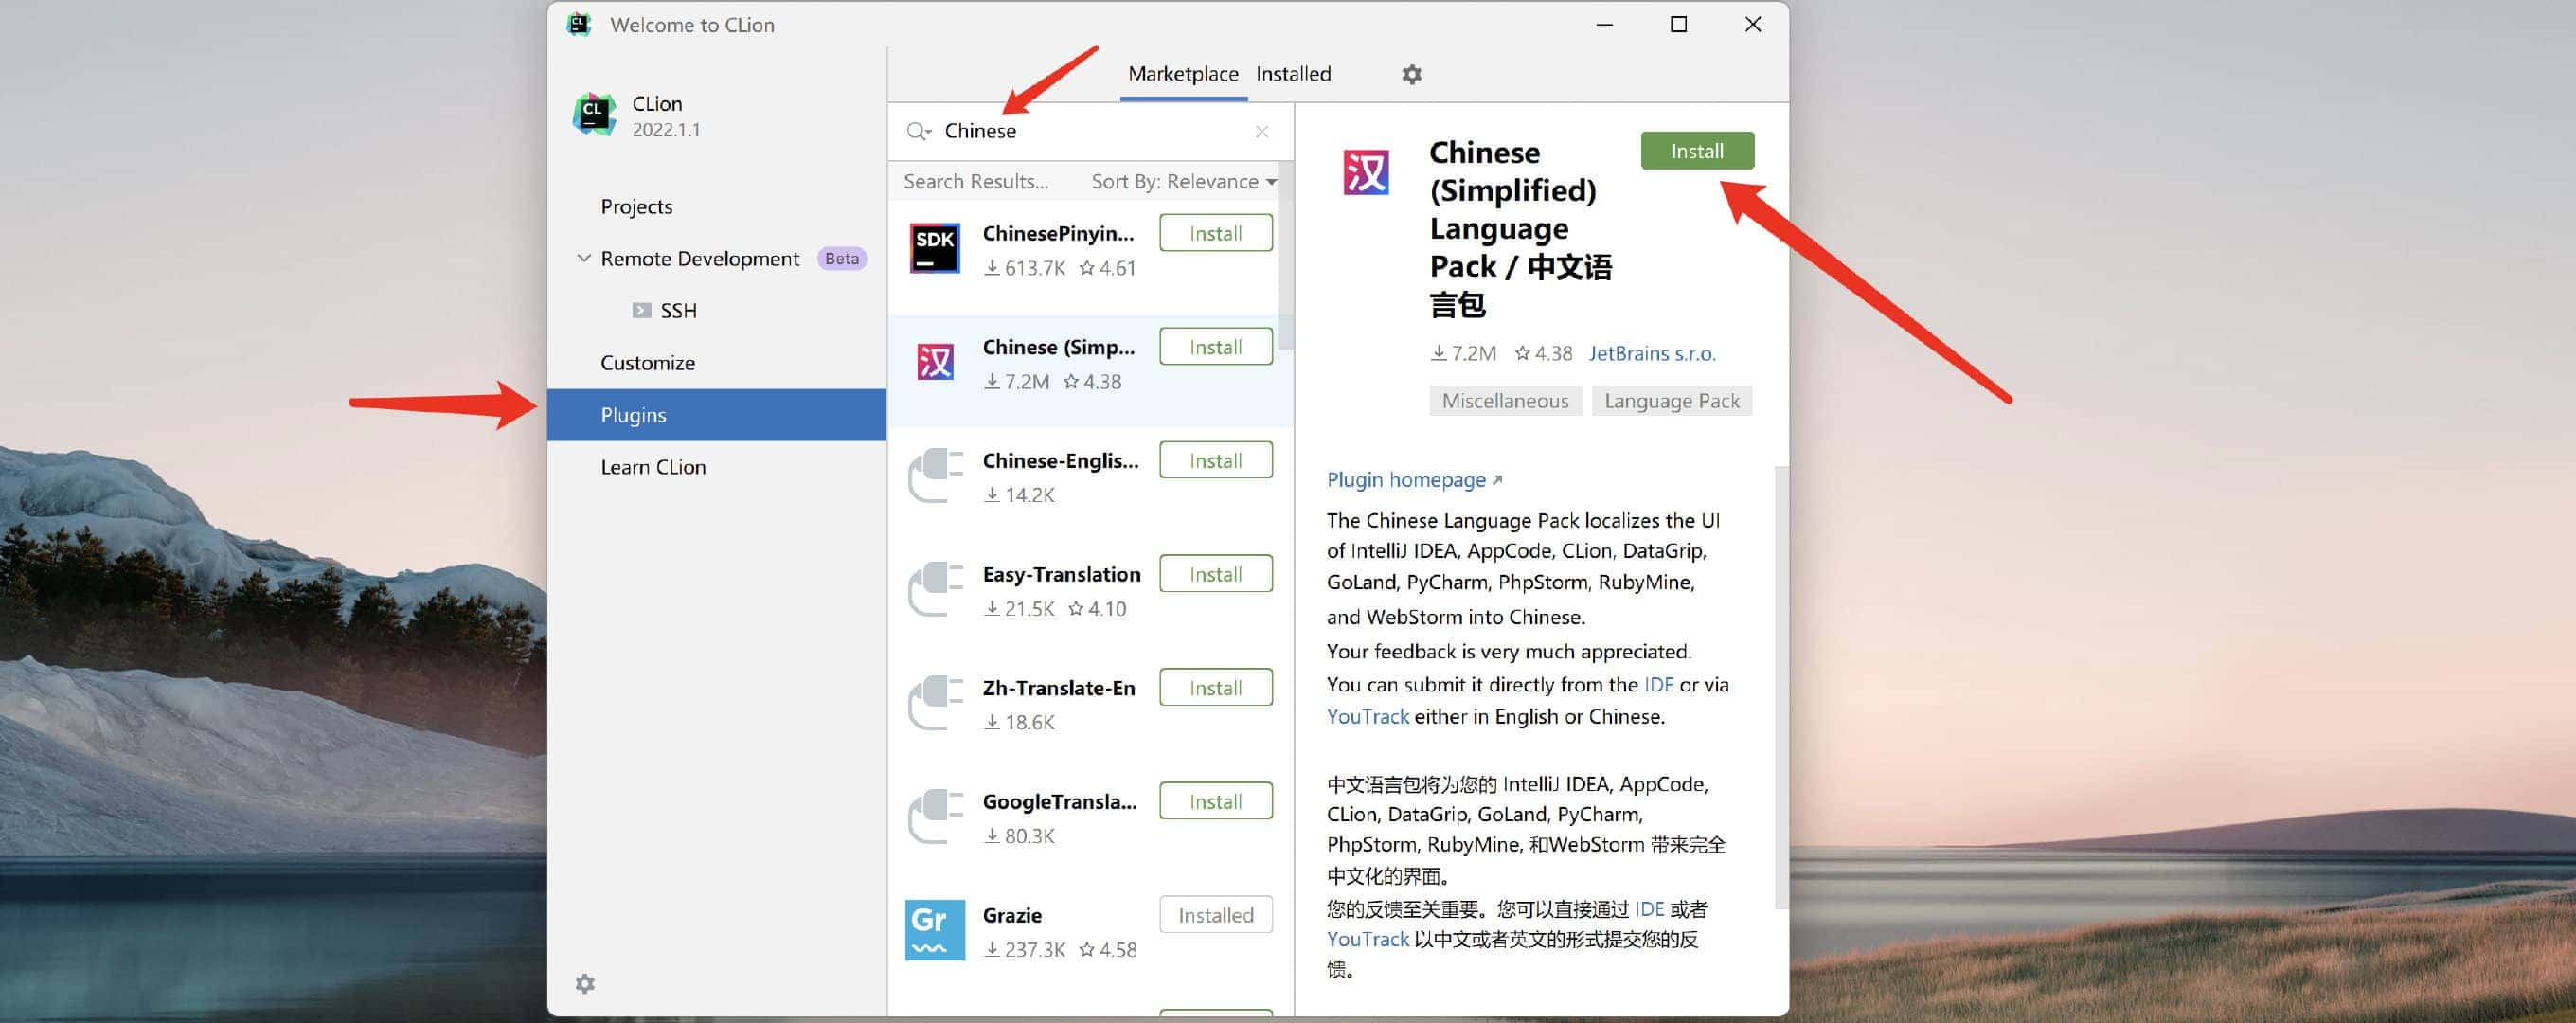 Welcome to CLion
CLion
2022.1.1
Projects
Remote Development Beta
SSH
Customize
Plugins
Learn CLion
Marketplace Installed
Chinese
Search Results... Sort By: Relevance
SDK
ChinesePinyin... Install
613.7K 4.61
汉
Chinese (Simp... Install
7.2M 4.38
Chinese-Englis... Install
14.2K
Easy-Translation Install
21.5K 4.10
Zh-Translate-En Install
18.6K
GoogleTransla... Install
80.3K
Gr
Grazie Installed
237.3K 4.58
汉
Chinese
(Simplified)
Language
Pack / 中文语
言包
Install
7.2M 4.38 JetBrains s.r.o.
Miscellaneous Language Pack
Plugin homepage
The Chinese Language Pack localizes the UI
of IntelliJ IDEA, AppCode, CLion, DataGrip,
GoLand, PyCharm, PhpStorm, RubyMine,
and WebStorm into Chinese.
Your feedback is very much appreciated.
You can submit it directly from the IDE or via
YouTrack either in English or Chinese.
中文语言包将为您的 IntelliJ IDEA, AppCode,
CLion, DataGrip, GoLand, PyCharm,
PhpStorm, RubyMine, 和WebStorm 带来完全
中文化的界面。
您的反馈至关重要。您可以直接通过 IDE 或者
YouTrack 以中文或者英文的形式提交您的反
馈。